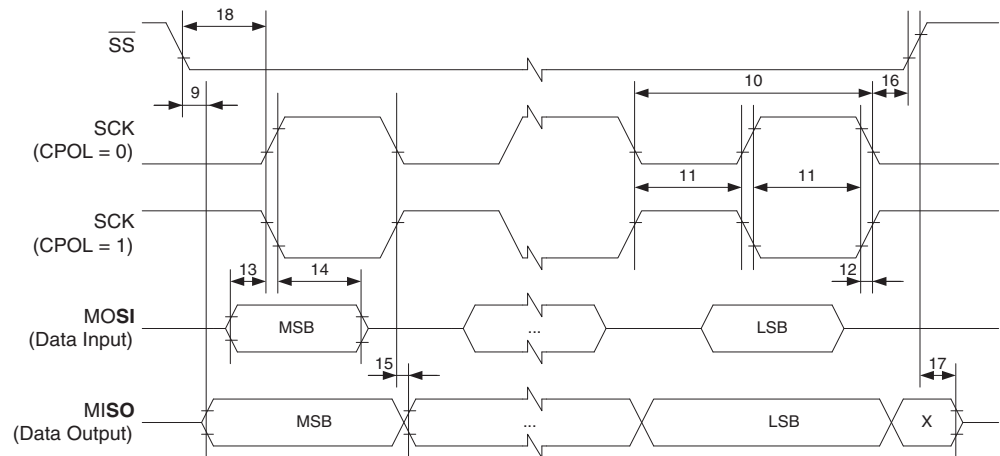 18
SS
9
10
16
SCK
(CPOL = 0)
11
11
SCK
(CPOL = 1)
13
14
12
MOSI
(Data Input)
MSB
...
LSB
15
17
MISO
(Data Output)
MSB
...
LSB
X